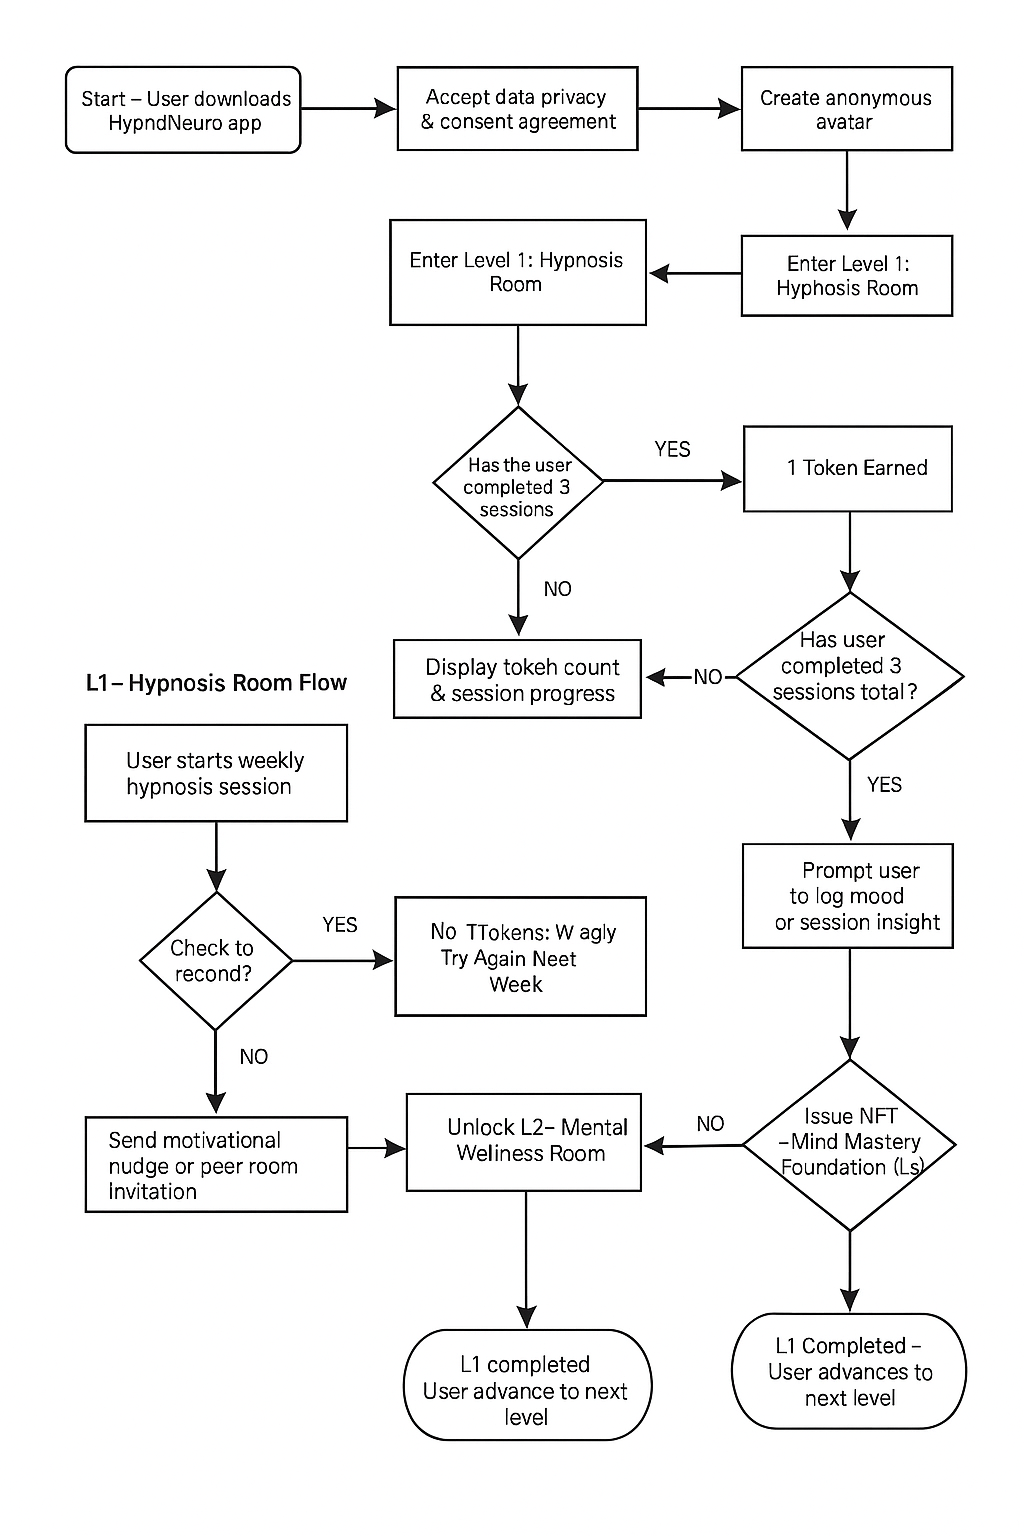 Start – User downloads
HypndNeuro app
Accept data privacy
& consent agreement
Create anonymous
avatar
Enter Level 1: Hypnosis
Room
Enter Level 1:
Hyphosis Room
Has the user
completed 3
sessions
YES
1 Token Earned
NO
Display tokeh count
& session progress
NO
Has user
completed 3
sessions total?
YES
Prompt user
to log mood
or session insight
L1– Hypnosis Room Flow
User starts weekly
hypnosis session
Check to
recond?
YES
No TTokens: W agly
Try Again Neet
Week
NO
Send motivational
nudge or peer room
invitation
Unlock L2– Mental
Weliness Room
NO
Issue NFT
–Mind Mastery
Foundation (Ls)
L1 completed
User advance to next
level
L1 Completed –
User advances to
next level